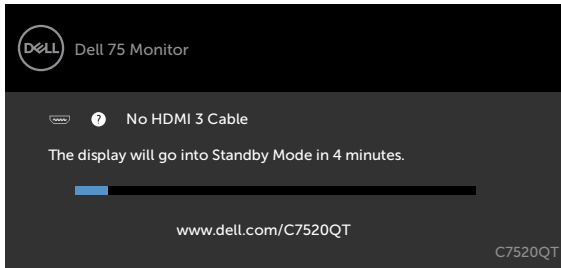 DELL
Dell 75 Monitor
? No HDMI 3 Cable
The display will go into Standby Mode in 4 minutes.
www.dell.com/C7520QT
C7520QT